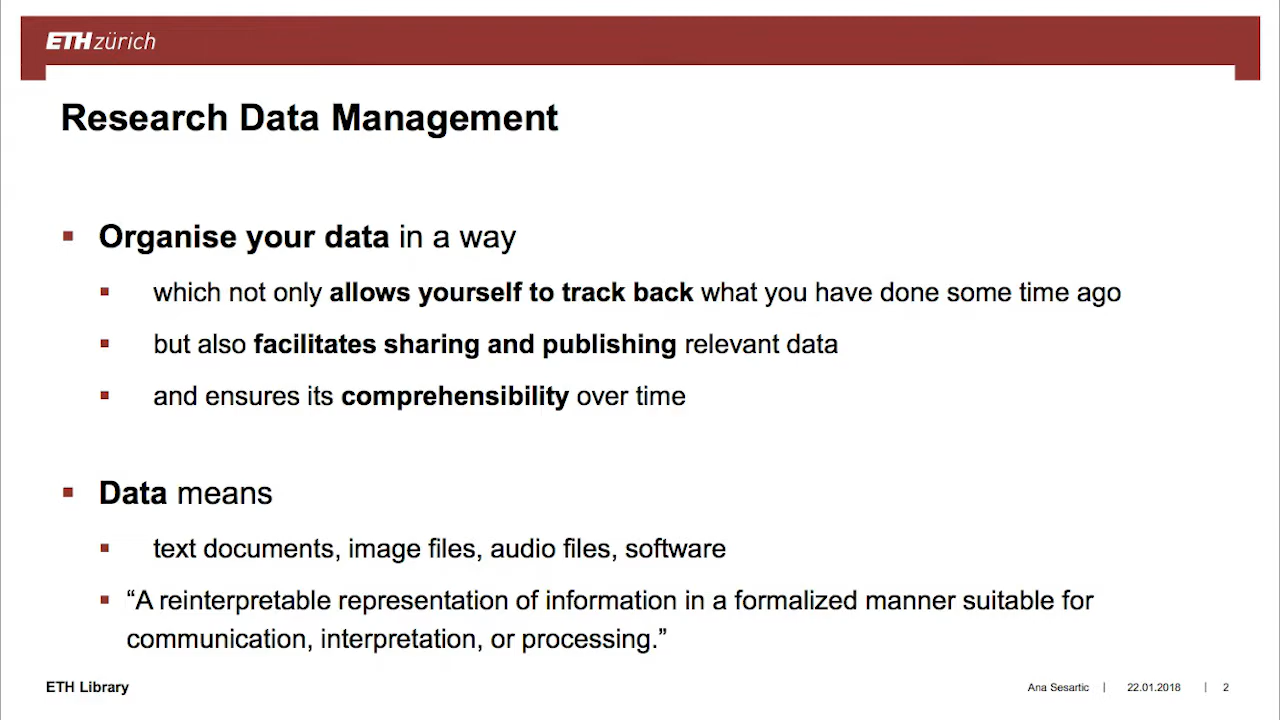 ETH zürich
Research Data Management
▪ Organise your data in a way
▪ which not only allows yourself to track back what you have done some time ago
▪ but also facilitates sharing and publishing relevant data
▪ and ensures its comprehensibility over time
▪ Data means
▪ text documents, image files, audio files, software
▪ “A reinterpretable representation of information in a formalized manner suitable for
communication, interpretation, or processing.”
ETH Library
Ana Sesartic | 22.01.2018 | 2